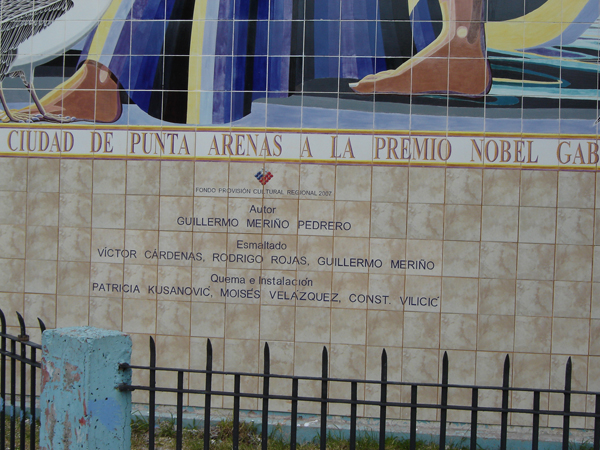 CIUDAD DE PUNTA ARENAS A LA PREMIO NOBEL GAB
FONDO PROVISIÓN CULTURAL REGIONAL 2007
Autor
GUILLERMO MERIÑO PEDRERO
Esmaltado
VÍCTOR CÁRDENAS, RODRIGO ROJAS, GUILLERMO MERIÑO
Quema e Instalación
PATRICIA KUSANOVIC, MOISÉS VELÁZQUEZ, CONST. VILICIC